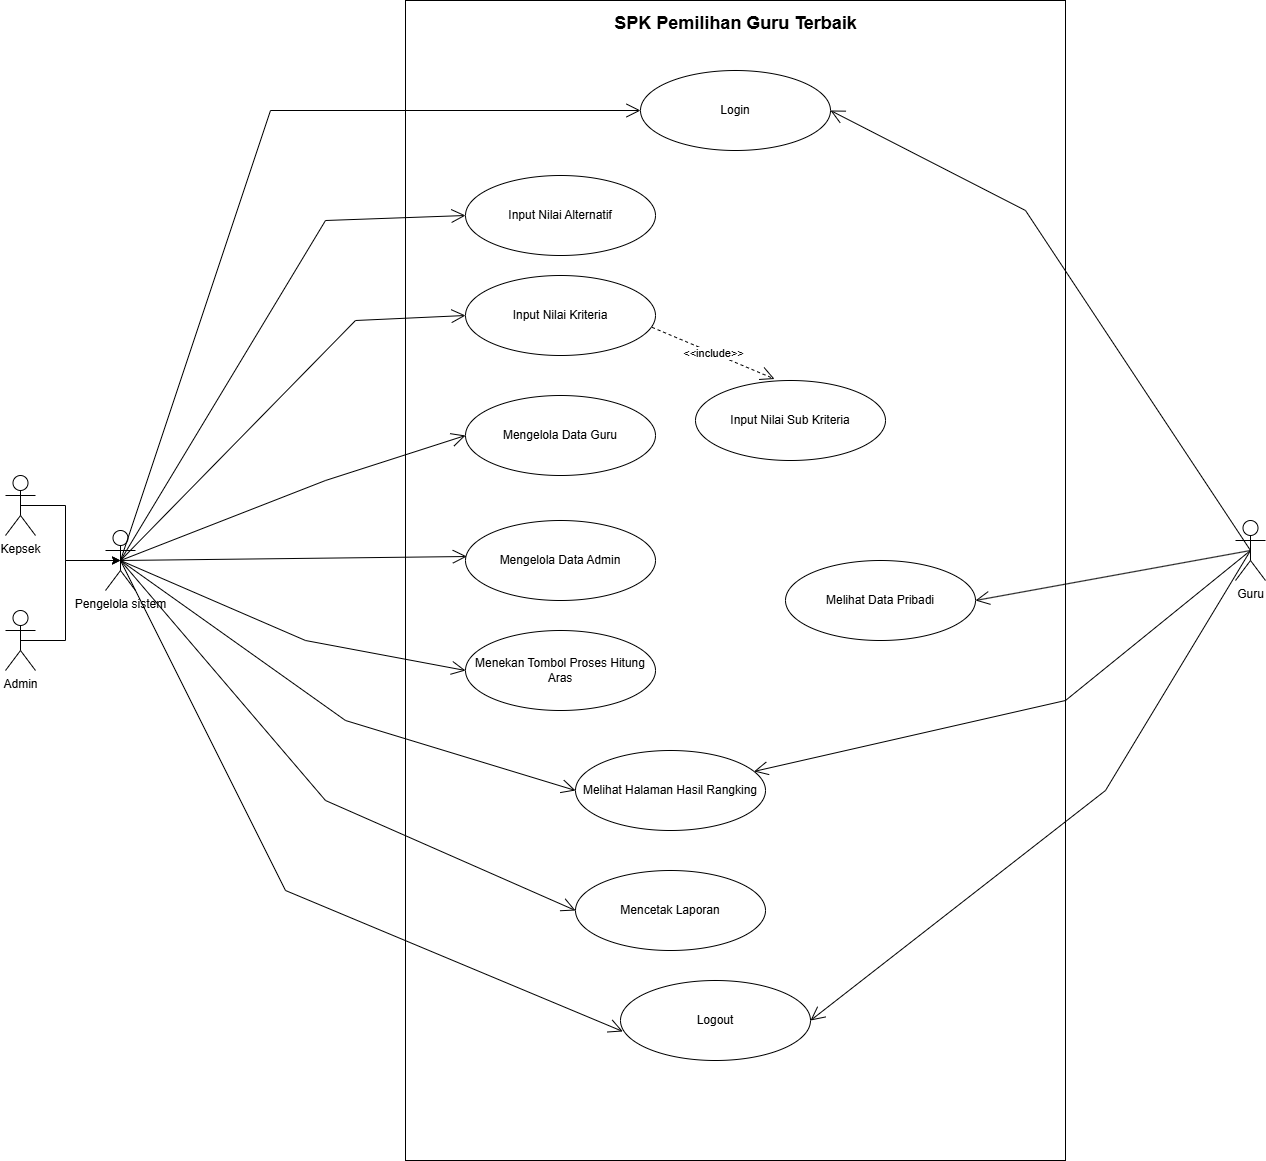 SPK Pemilihan Guru Terbaik
Login
Input Nilai Alternatif
Input Nilai Kriteria
<<include>>
Input Nilai Sub Kriteria
Mengelola Data Guru
Kepsek
Mengelola Data Admin
Pengelola sistem
Melihat Data Pribadi
Guru
Menekan Tombol Proses Hitung
Aras
Admin
Melihat Halaman Hasil Rangking
Mencetak Laporan
Logout